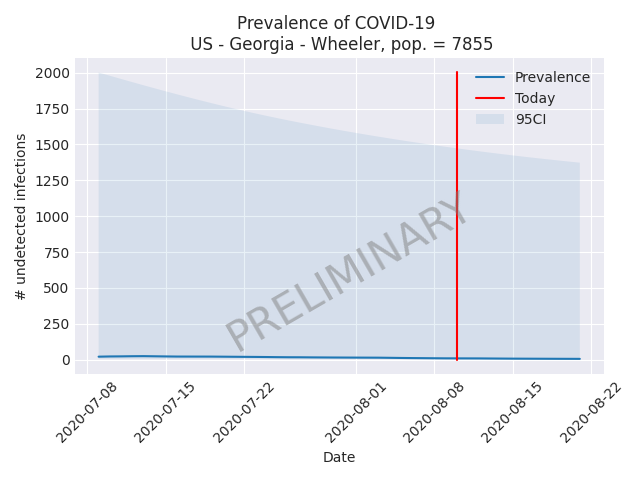 Prevalence of COVID-19
US - Georgia - Wheeler, pop. = 7855
2000
1750
1500
1250
1000
750
500
250
0
# undetected infections
Prevalence
Today
95CI
PRELIMINARY
2020-07-08
2020-07-15
2020-07-22
2020-08-01
2020-08-08
2020-08-15
2020-08-22
Date